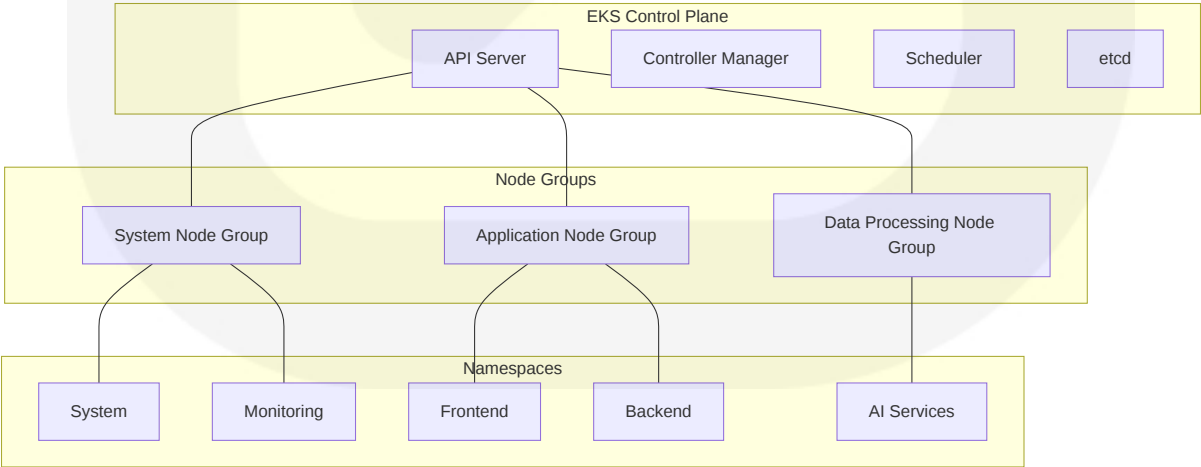 EKS Control Plane
API Server
Controller Manager
Scheduler
etcd
Node Groups
System Node Group
Application Node Group
Data Processing Node
Group
Namespaces
System
Monitoring
Frontend
Backend
AI Services